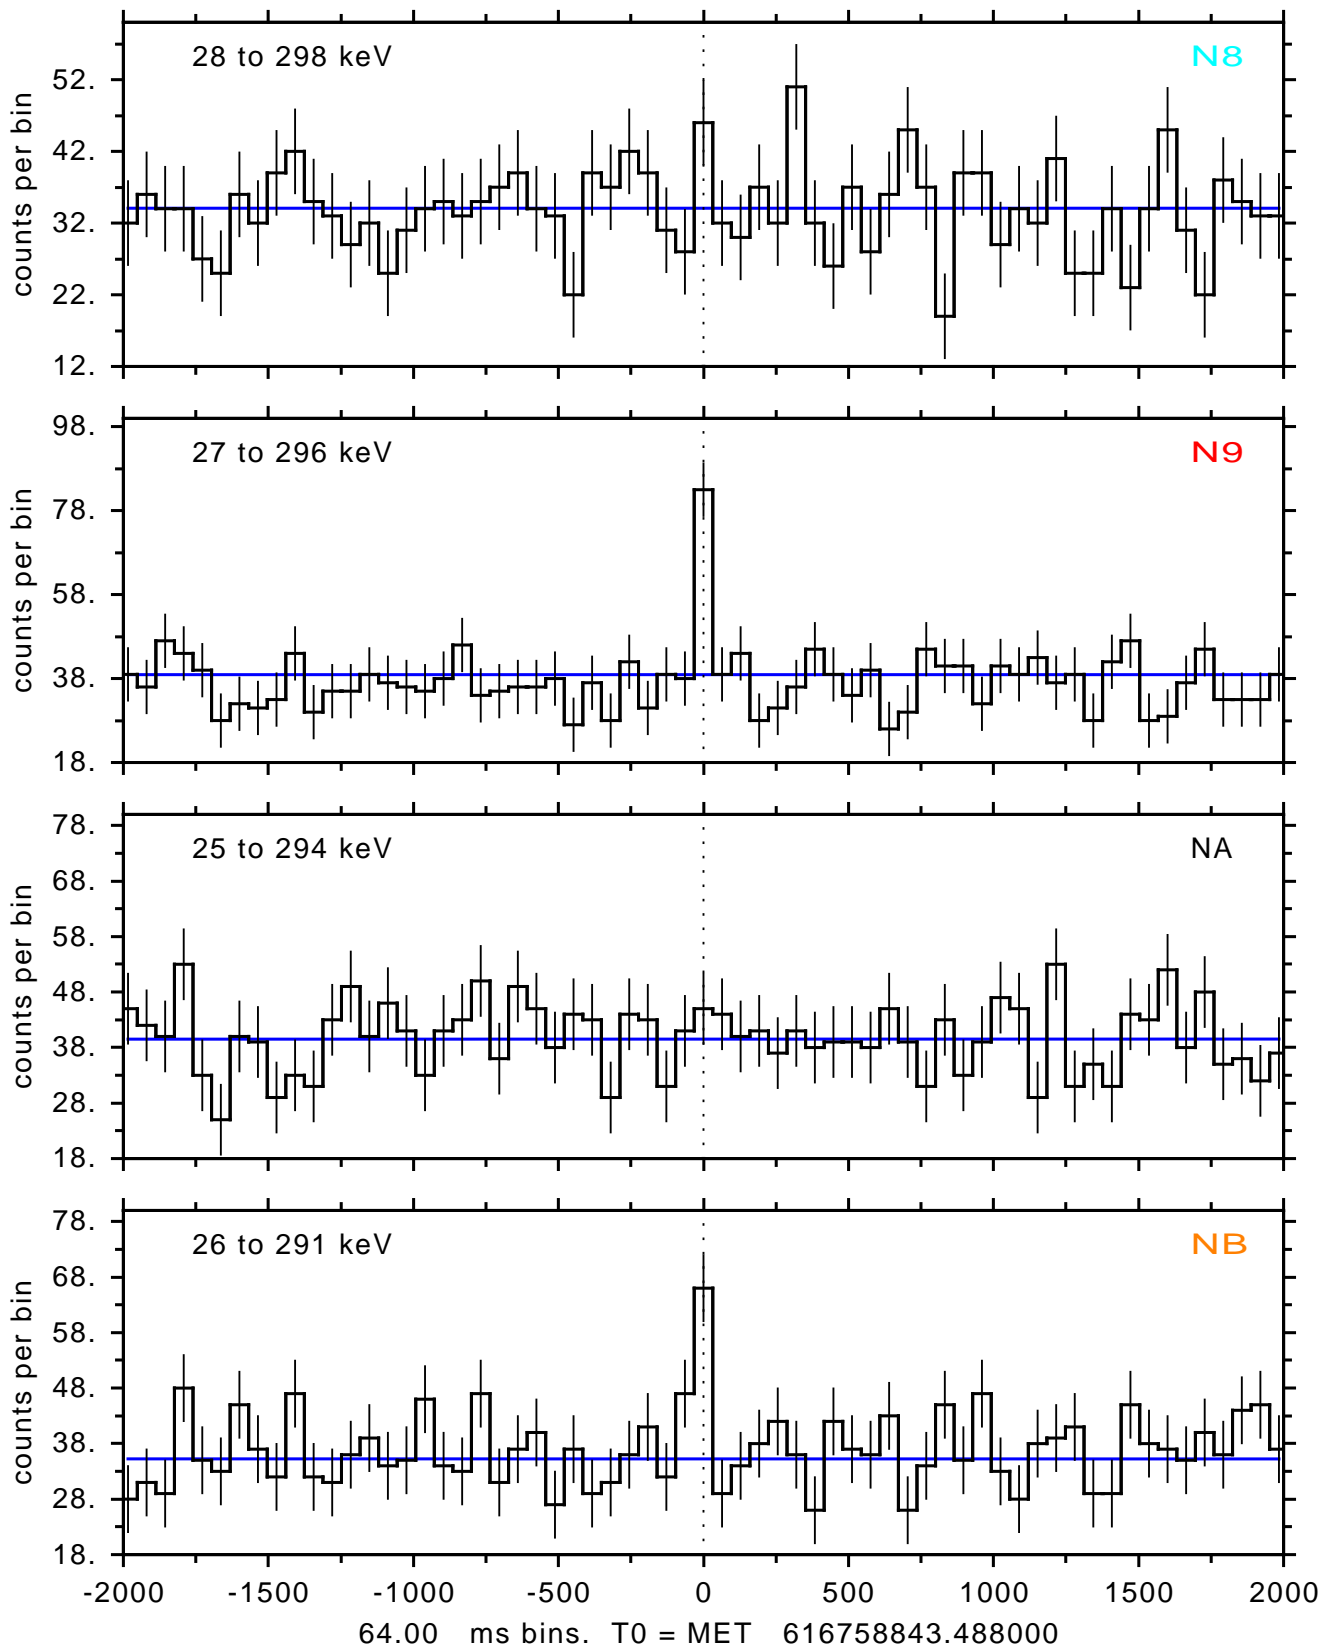 28 to 298 keV N8
52.
42.
32.
22.
12.
counts per bin
27 to 296 keV N9
98.
78.
58.
38.
18.
counts per bin
25 to 294 keV NA
78.
68.
58.
48.
38.
28.
18.
counts per bin
26 to 291 keV NB
78.
68.
58.
48.
38.
28.
18.
counts per bin
-2000 -1500 -1000 -500 0 500 1000 1500 2000
64.00 ms bins. T0 = MET 616758843.488000